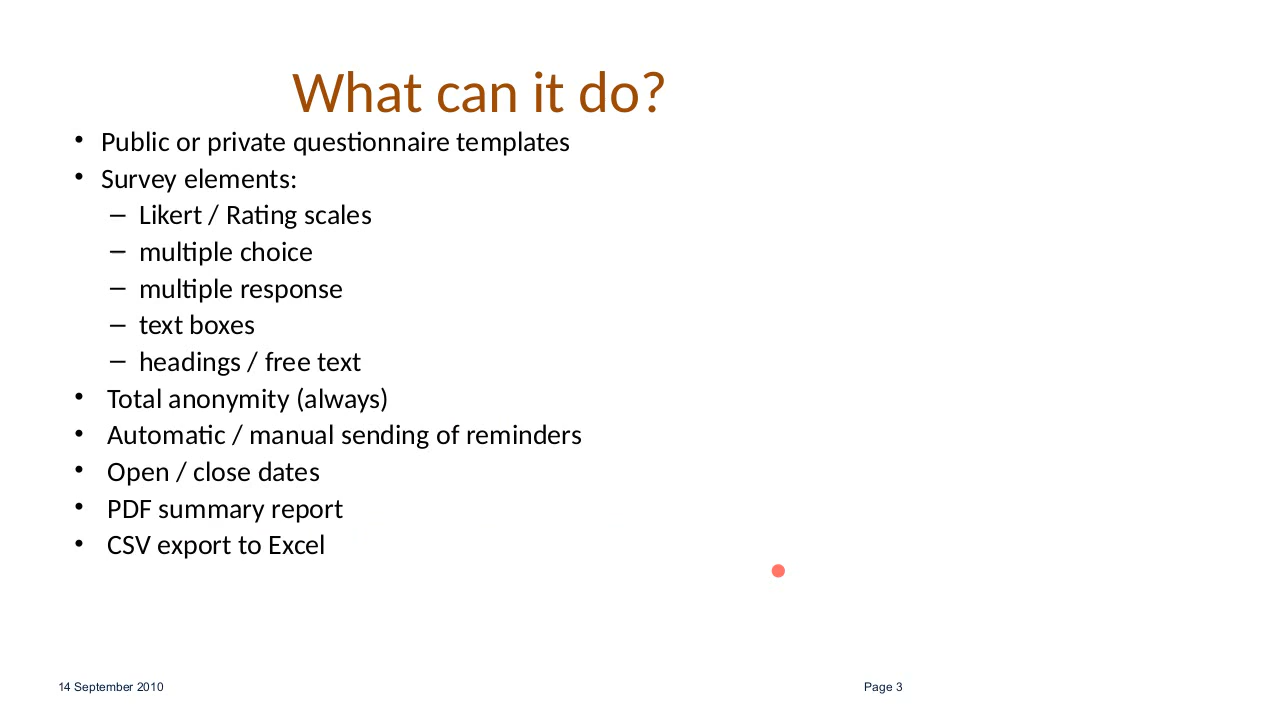 What can it do?
• Public or private questionnaire templates
• Survey elements:
– Likert / Rating scales
– multiple choice
– multiple response
– text boxes
– headings / free text
• Total anonymity (always)
• Automatic / manual sending of reminders
• Open / close dates
• PDF summary report
• CSV export to Excel
14 September 2010
Page 3